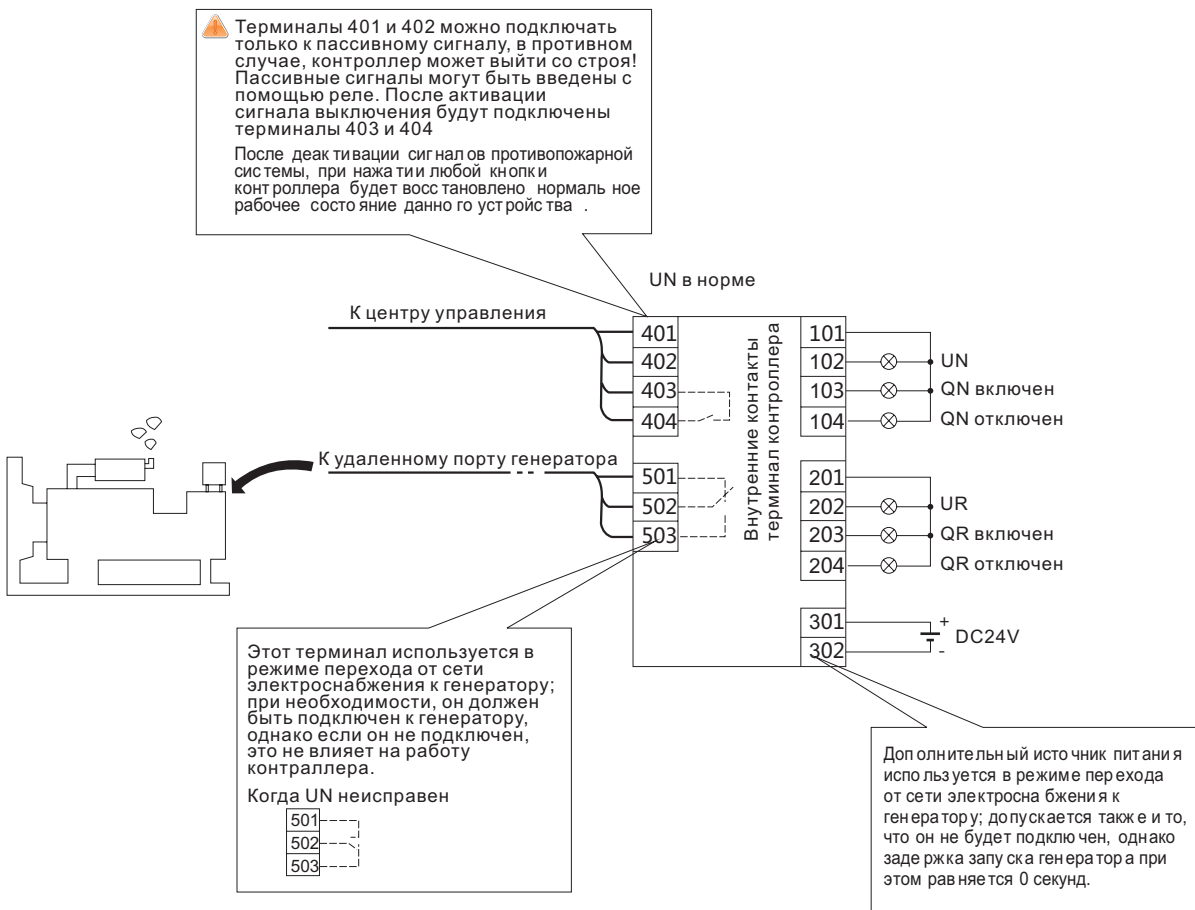 Терминалы 401 и 402 можно подключать
только к пассивному сигналу, в противном
случае, контроллер может выйти со строя!
Пассивные сигналы могут быть введены с
помощью реле. После активации
сигнала выключения будут подключены
терминалы 403 и 404
После деактивации сигналов противопожарной
системы, при нажатии любой кнопки
контроллера будет восстановлено нормальное
рабочее состояние данного устройства .
UN в норме
К центру управления
401
402
403
404
К удаленному порту генератора
501
502
503
Внутренние контакты
терминал контроллера
101
102
103
104
UN
QN включен
QN отключен
201
202
203
204
UR
QR включен
QR отключен
301
302
+
-
DC24V
Этот терминал используется в
режиме перехода от сети
электроснабжения к генератору;
при необходимости, он должен
быть подключен к генератору,
однако если он не подключен,
это не влияет на работу
контраллера.
Когда UN неисправен
501
502
503
Дополнительный источник питания
используется в режиме перехода
от сети электроснабжения к
генератору; допускается также и то,
что он не будет подключен, однако
задержка запуска генератора при
этом равняется 0 секунд.